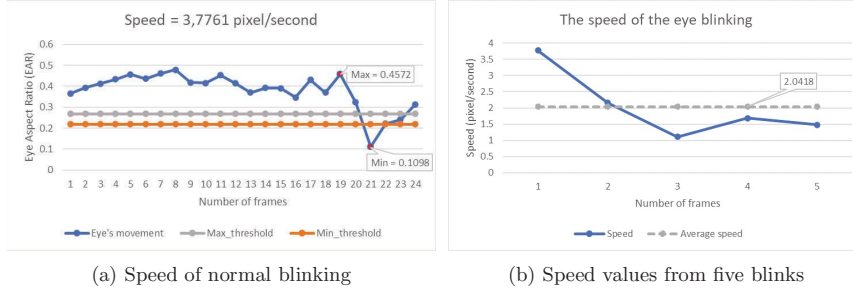 Speed = 3,7761 pixel/second
Eye Aspect Ratio (EAR)
0.6
0.5
0.4
0.3
0.2
0.1
0
Max = 0.4572
Min = 0.1098
1 2 3 4 5 6 7 8 9 10 11 12 13 14 15 16 17 18 19 20 21 22 23 24
Number of frames
Eye's movement Max_threshold Min_threshold
(a) Speed of normal blinking
The speed of the eye blinking
Speed (pixel/second)
4
3.5
3
2.5
2
1.5
1
0.5
0
2.0418
1 2 3 4 5
Number of frames
Speed Average speed
(b) Speed values from five blinks